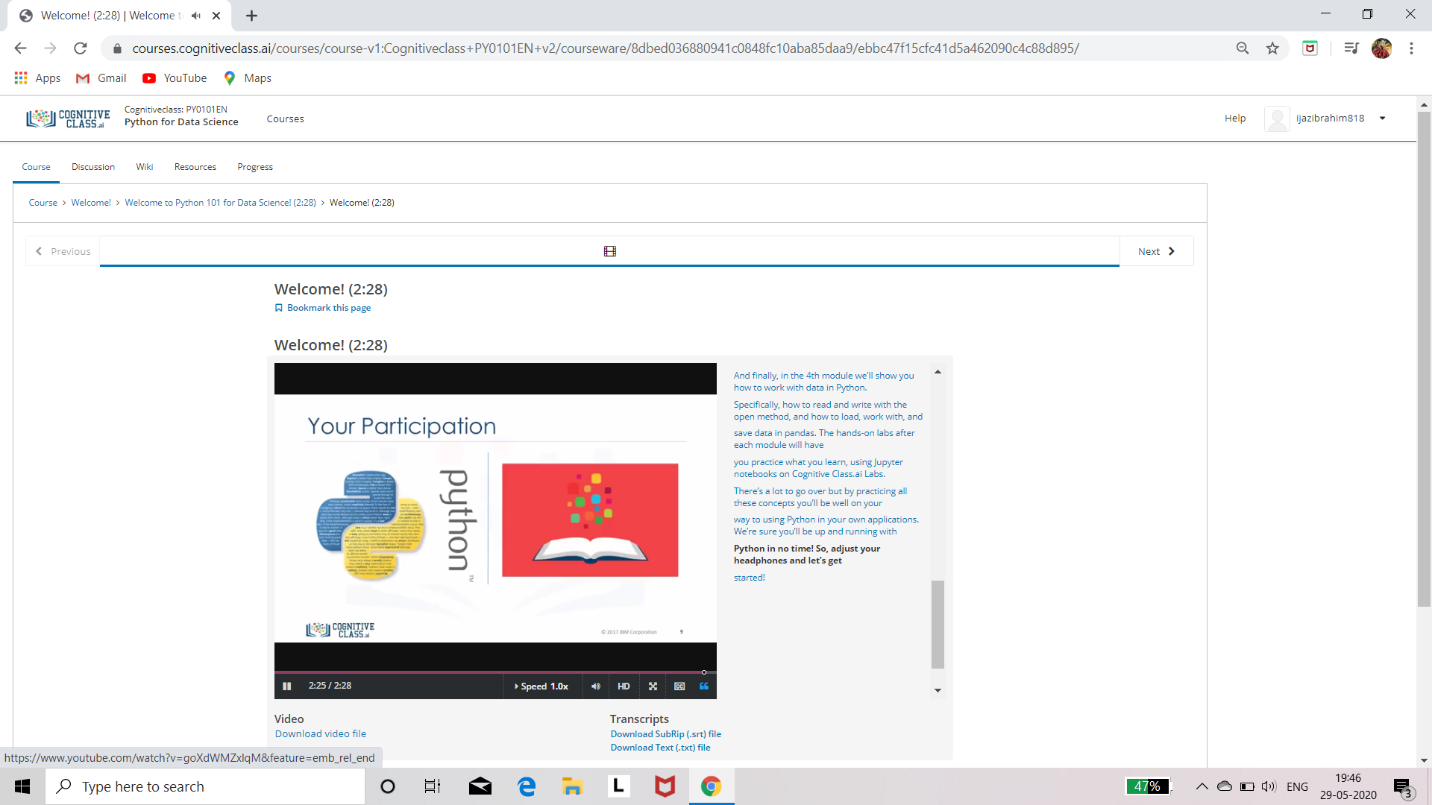 Welcome! (2:28) | Welcome t
courses.cognitiveclass.ai/courses/course-v1:Cognitiveclass+PY0101EN+v2/courseware/8dbed036880941c0848fc10aba85daa9/ebbc47f15cfc41d5a462090c4c88d895/
Apps Gmail YouTube Maps
COGNITIVE
CLASS.ai
Cognitiveclass: PY0101EN
Python for Data Science
Courses
Help
ijazibrahim818
Course Discussion Wiki Resources Progress
Course > Welcome! > Welcome to Python 101 for Data Science! (2:28) > Welcome! (2:28)
Previous
Next
Welcome! (2:28)
Bookmark this page
Welcome! (2:28)
Your Participation
python
TM
COGNITIVE
CLASS.ai
© 2017 IBM Corporation 9
2:25 / 2:28
Speed 1.0x
HD
And finally, in the 4th module we'll show you
how to work with data in Python.
Specifically, how to read and write with the
open method, and how to load, work with, and
save data in pandas. The hands-on labs after
each module will have
you practice what you learn, using Jupyter
notebooks on Cognitive Class.ai Labs.
There's a lot to go over but by practicing all
these concepts you'll be well on your
way to using Python in your own applications.
We're sure you'll be up and running with
Python in no time! So, adjust your
headphones and let's get
started!
Video
Download video file
Transcripts
Download SubRip (.srt) file
Download Text (.txt) file
https://www.youtube.com/watch?v=goXdWMZxlqM&feature=emb_rel_end
Type here to search
L
47%
ENG
19:46
29-05-2020
3